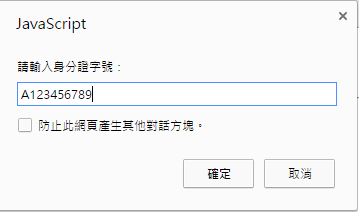 JavaScript
請輸入身分證字號：
A123456789
防止此網頁產生其他對話方塊。
確定
取消